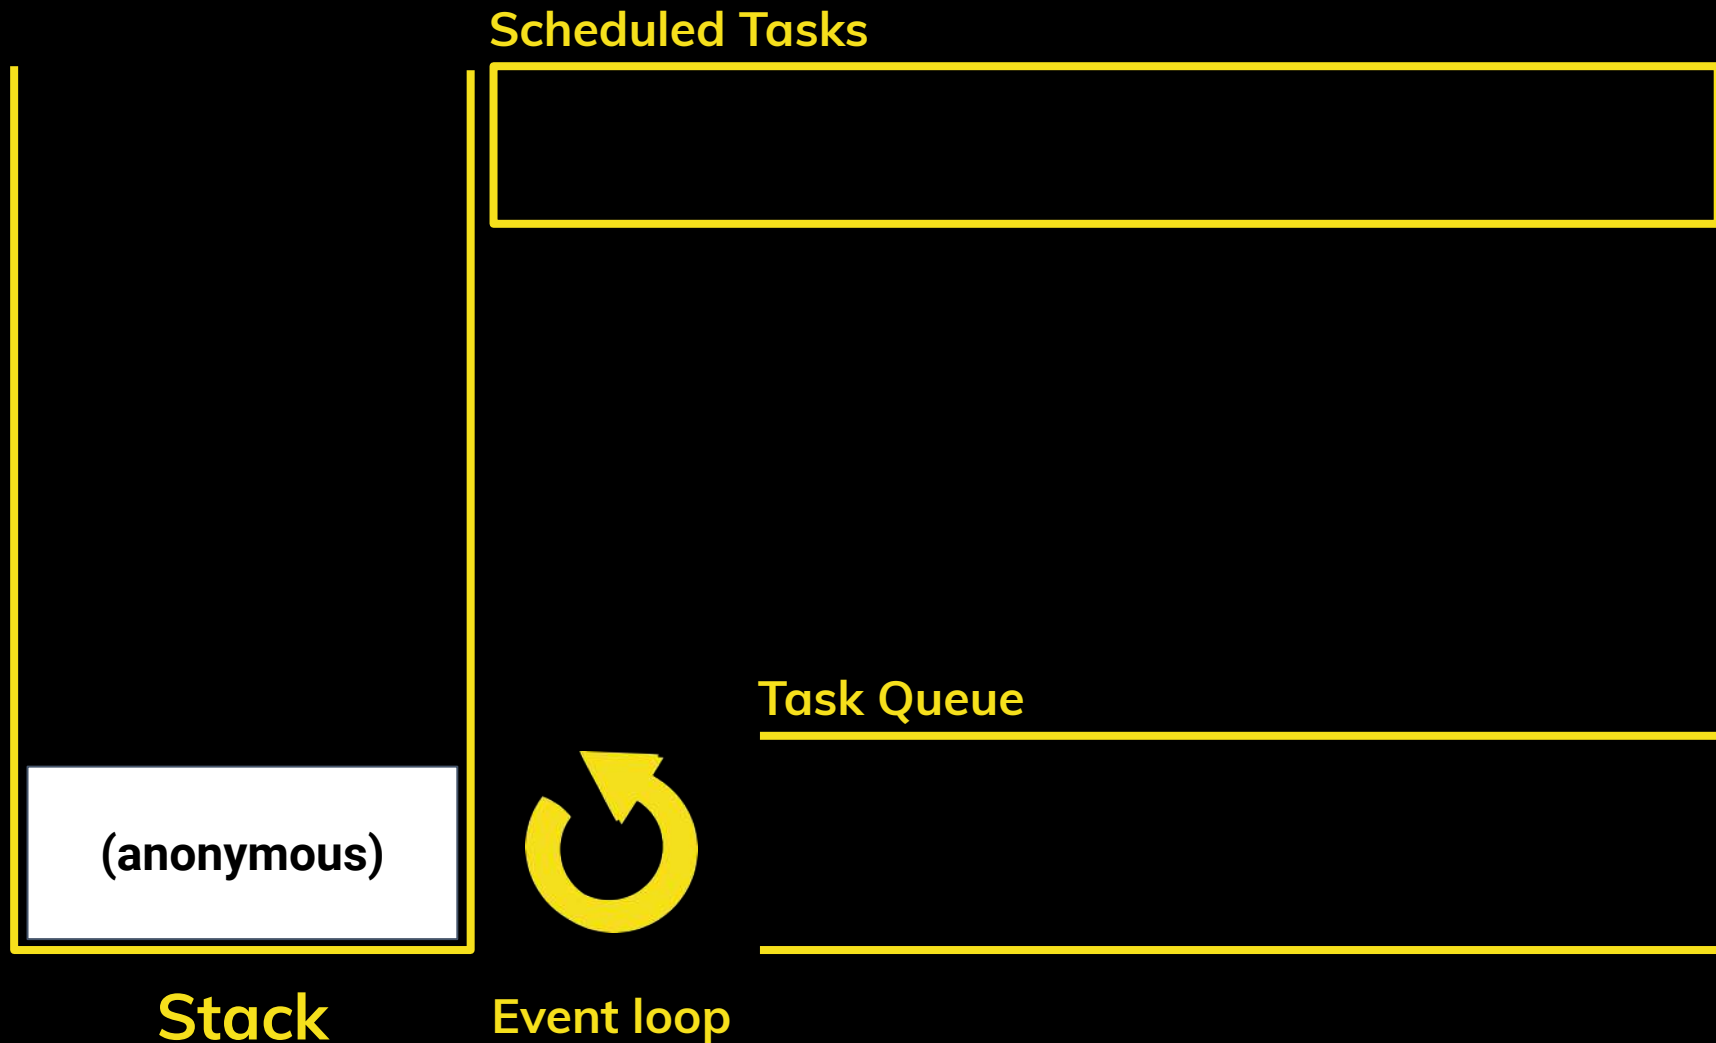 Scheduled Tasks
Task Queue
(anonymous)
Stack
Event loop